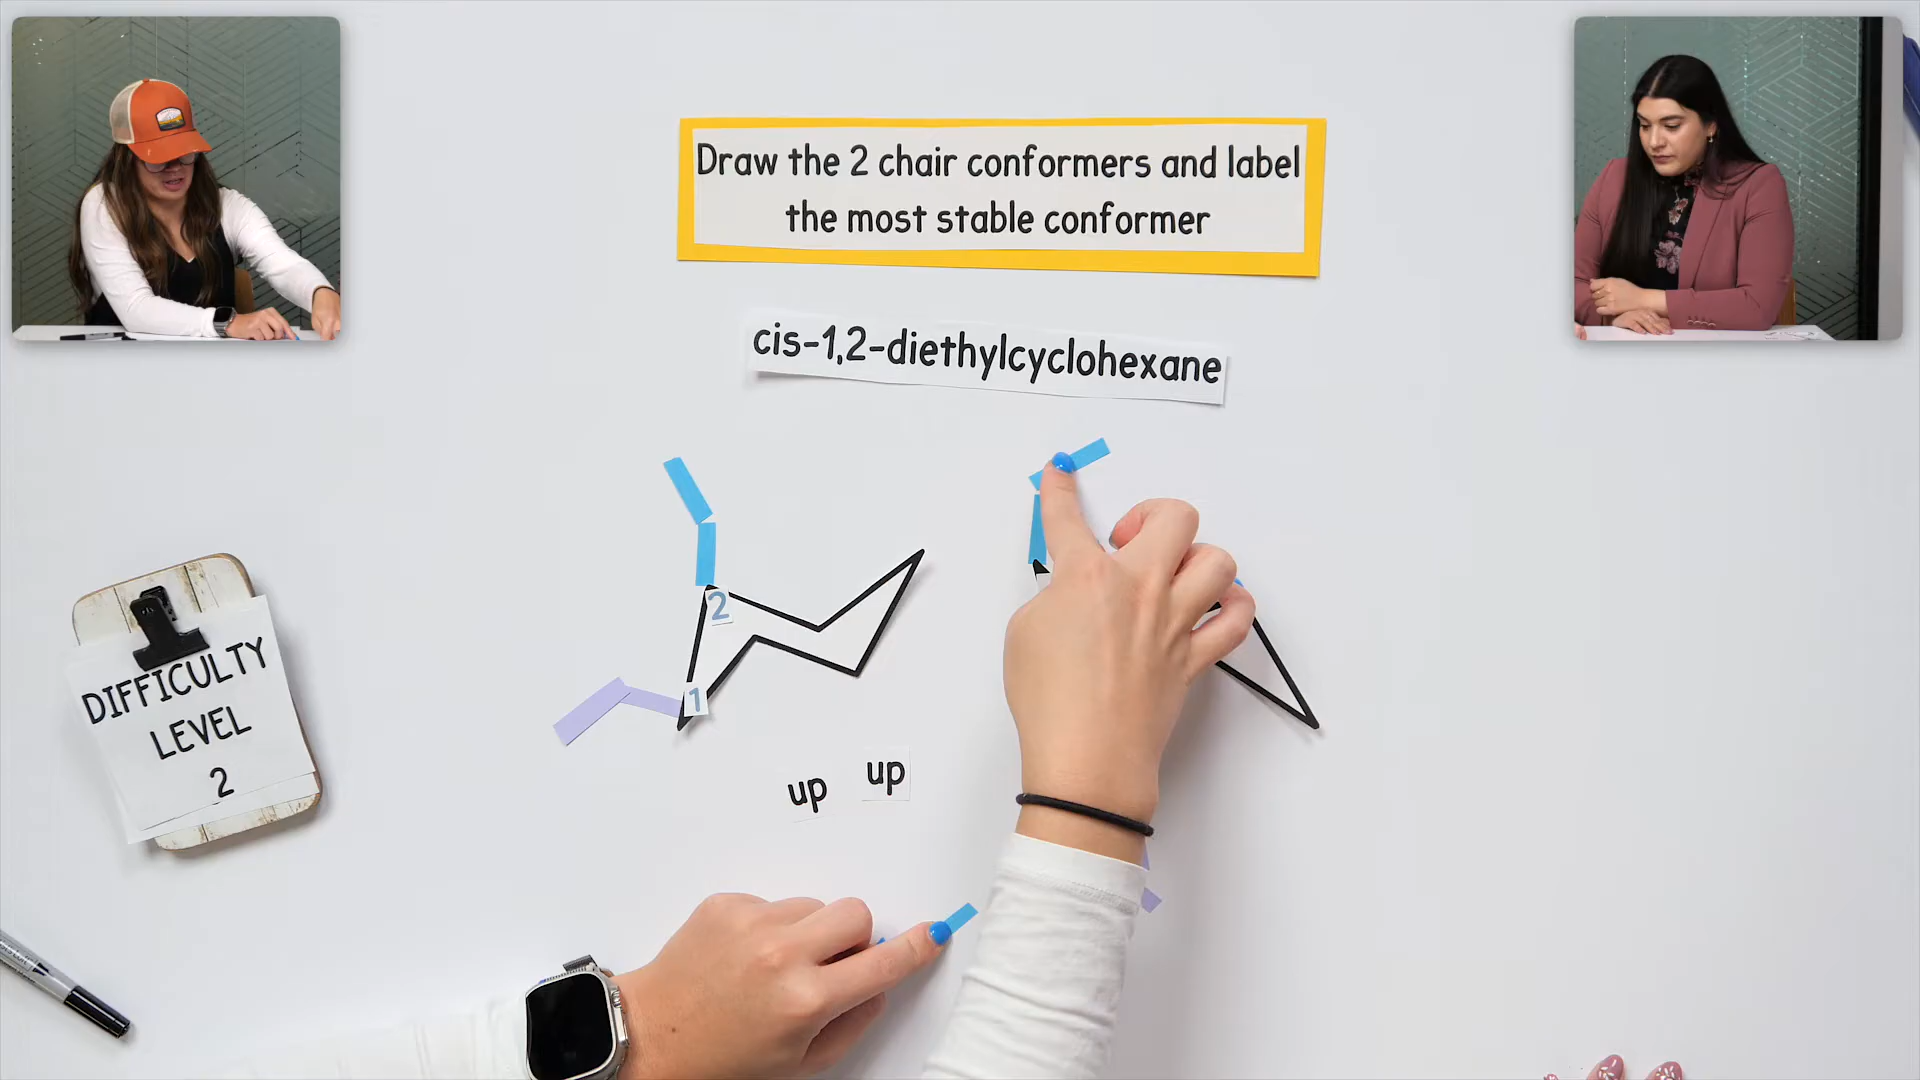 Draw the 2 chair conformers and label
the most stable conformer
cis-1,2-diethylcyclohexane
2
1
up
up
DIFFICULTY
LEVEL
2